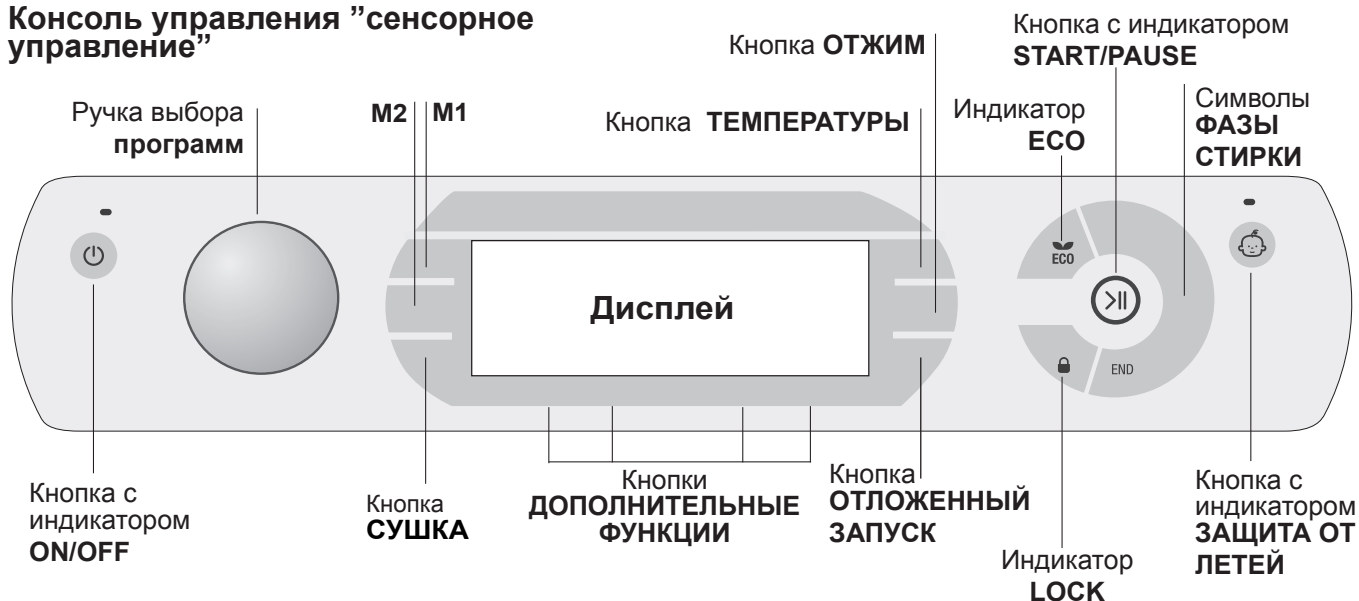 Консоль управления ”сенсорное
управление”
Кнопка с индикатором
START/PAUSE
Кнопка ОТЖИМ
Ручка выбора
программ
M2
M1
Кнопка ТЕМПЕРАТУРЫ
Индикатор
ECO
Символы
ФАЗЫ
СТИРКИ
ECO
Дисплей
END
Кнопка с
индикатором
ON/OFF
Кнопка
СУШКА
Кнопки
ДОПОЛНИТЕЛЬНЫЕ
ФУНКЦИИ
Кнопка
ОТЛОЖЕННЫЙ
ЗАПУСК
Индикатор
LOCK
Кнопка с
индикатором
ЗАЩИТА ОТ
ЛЕТЕЙ